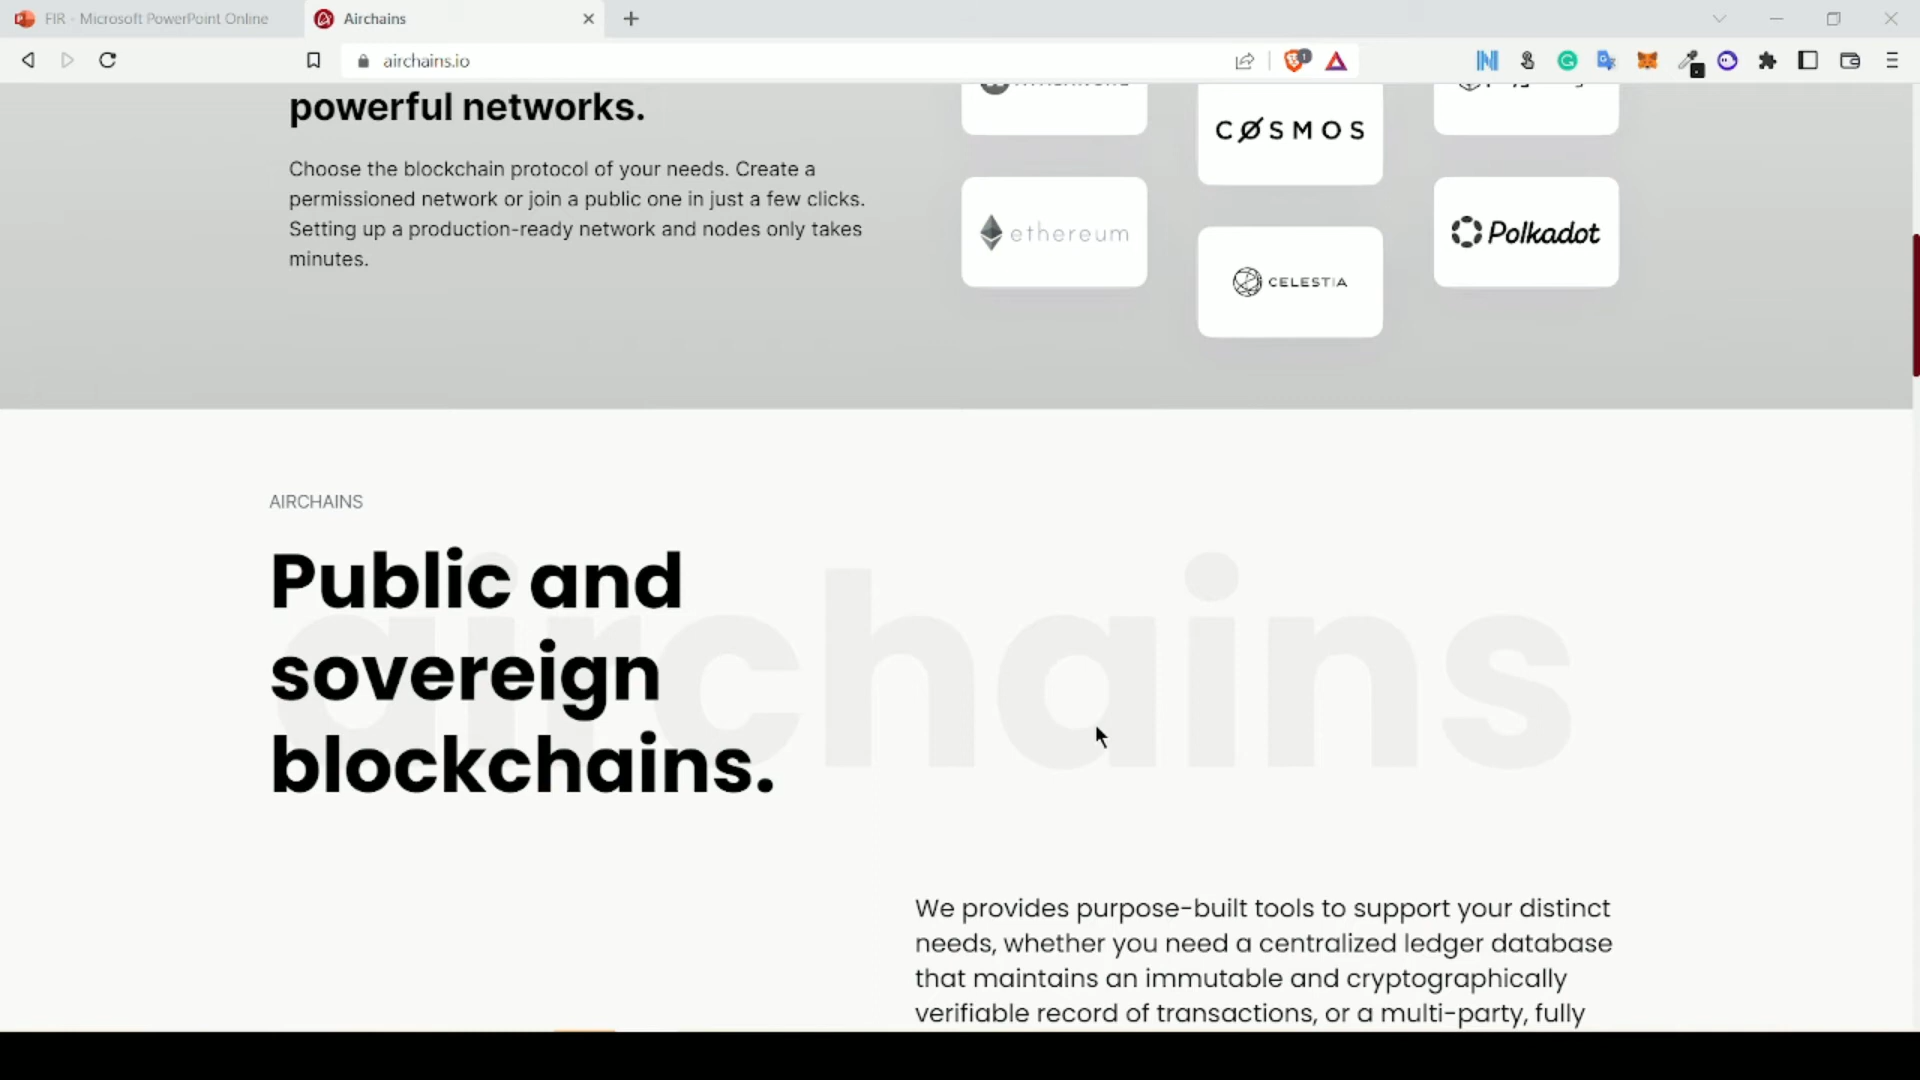 FIR - Microsoft PowerPoint Online
Airchains
airchains.io
powerful networks.
Choose the blockchain protocol of your needs. Create a
permissioned network or join a public one in just a few clicks.
Setting up a production-ready network and nodes only takes
minutes.
CØSMOS
ethereum
Polkadot
CELESTIA
AIRCHAINS
Public and
sovereign
blockchains.
airchains
We provides purpose-built tools to support your distinct
needs, whether you need a centralized ledger database
that maintains an immutable and cryptographically
verifiable record of transactions, or a multi-party, fully